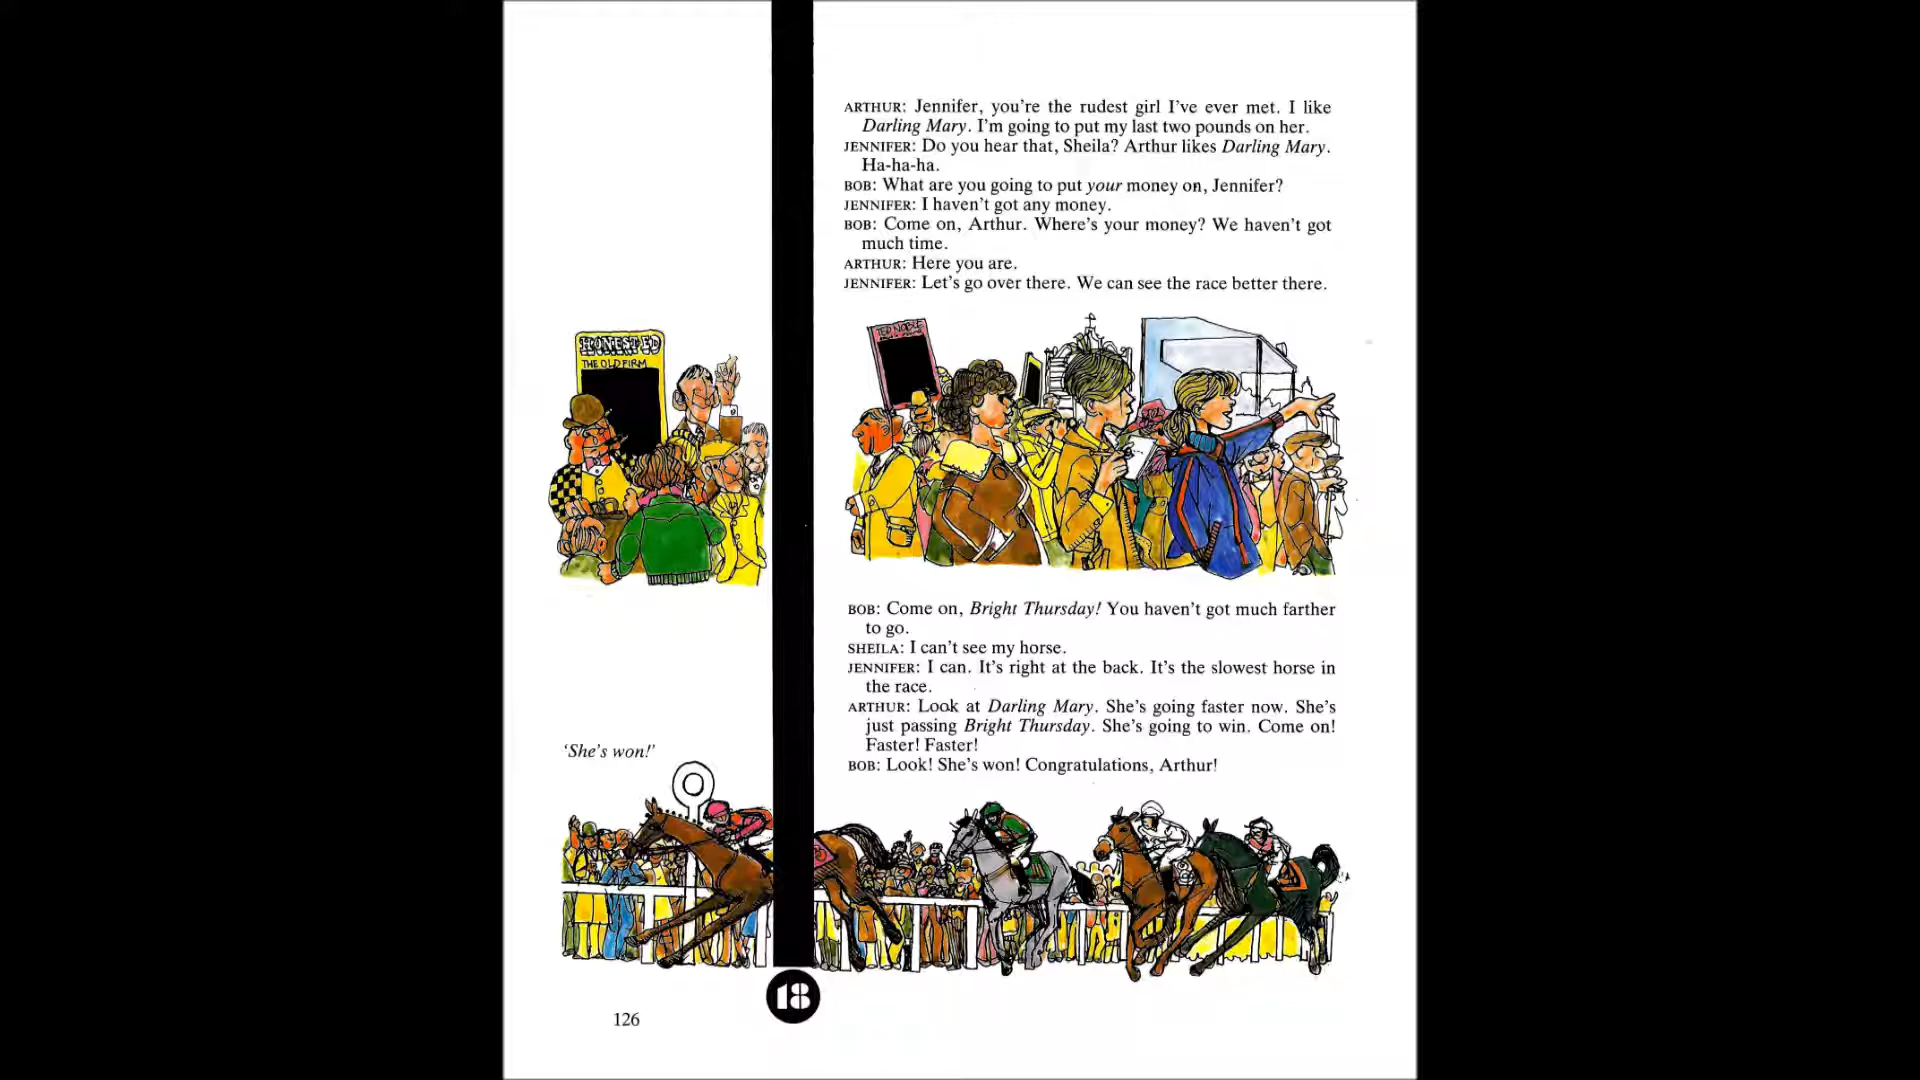 ARTHUR: Jennifer, you're the rudest girl I've ever met. I like
Darling Mary. I'm going to put my last two pounds on her.
JENNIFER: Do you hear that, Sheila? Arthur likes Darling Mary.
Ha-ha-ha.
BOB: What are you going to put your money on, Jennifer?
JENNIFER: I haven't got any money.
BOB: Come on, Arthur. Where's your money? We haven't got
much time.
ARTHUR: Here you are.
JENNIFER: Let's go over there. We can see the race better there.
HONEST ED
THE OLD FIRM
TED NOBLE
BOB: Come on, Bright Thursday! You haven't got much farther
to go.
SHEILA: I can't see my horse.
JENNIFER: I can. It's right at the back. It's the slowest horse in
the race.
ARTHUR: Look at Darling Mary. She's going faster now. She's
just passing Bright Thursday. She's going to win. Come on!
Faster! Faster!
BOB: Look! She's won! Congratulations, Arthur!
'She's won!'
18
126